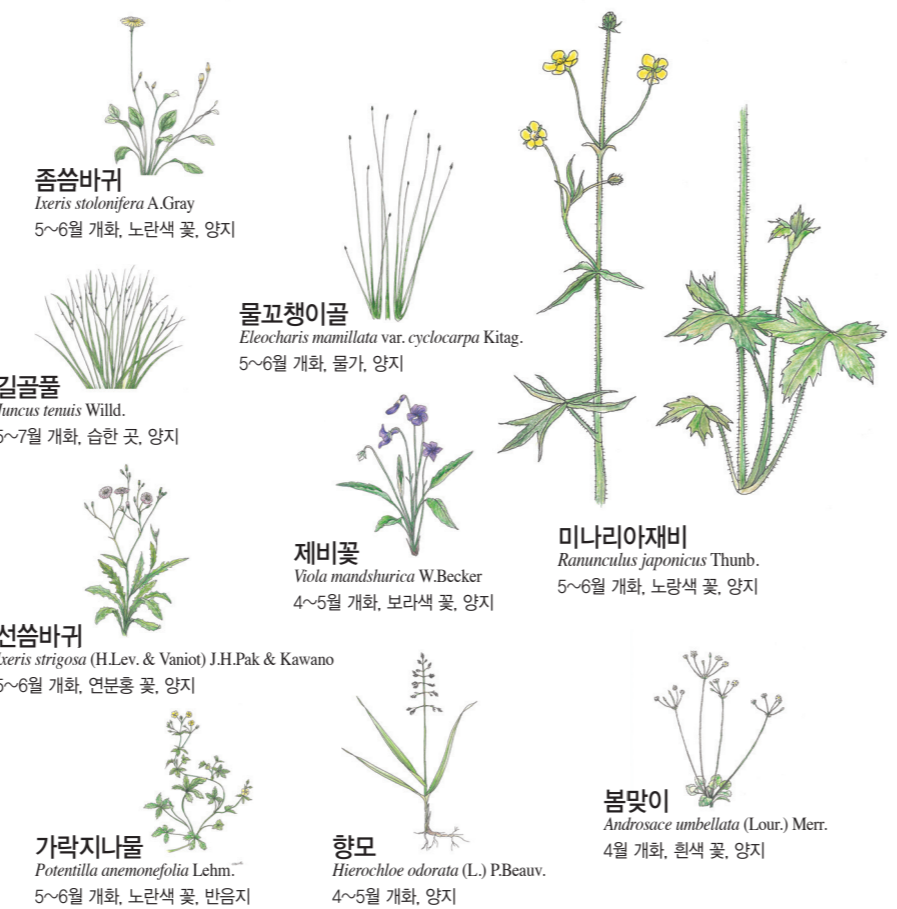 좀씀바귀
Ixeris stolonifera A.Gray
5~6월 개화, 노란색 꽃, 양지
물꼬챙이골
Eleocharis mamillata var. cyclocarpa Kitag.
5~6월 개화, 물가, 양지
길골풀
Juncus tenuis Willd.
5~7월 개화, 습한 곳, 양지
제비꽃
Viola mandshurica W.Becker
4~5월 개화, 보라색 꽃, 양지
미나리아재비
Ranunculus japonicus Thunb.
5~6월 개화, 노랑색 꽃, 양지
선씀바귀
Ixeris strigosa (H.Lev. & Vaniot) J.H.Pak & Kawano
5~6월 개화, 연분홍 꽃, 양지
가락지나물
Potentilla anemonefolia Lehm.
5~6월 개화, 노란색 꽃, 반음지
향모
Hierochloe odorata (L.) P.Beauv.
4~5월 개화, 양지
봄맞이
Androsace umbellata (Lour.) Merr.
4월 개화, 흰색 꽃, 양지